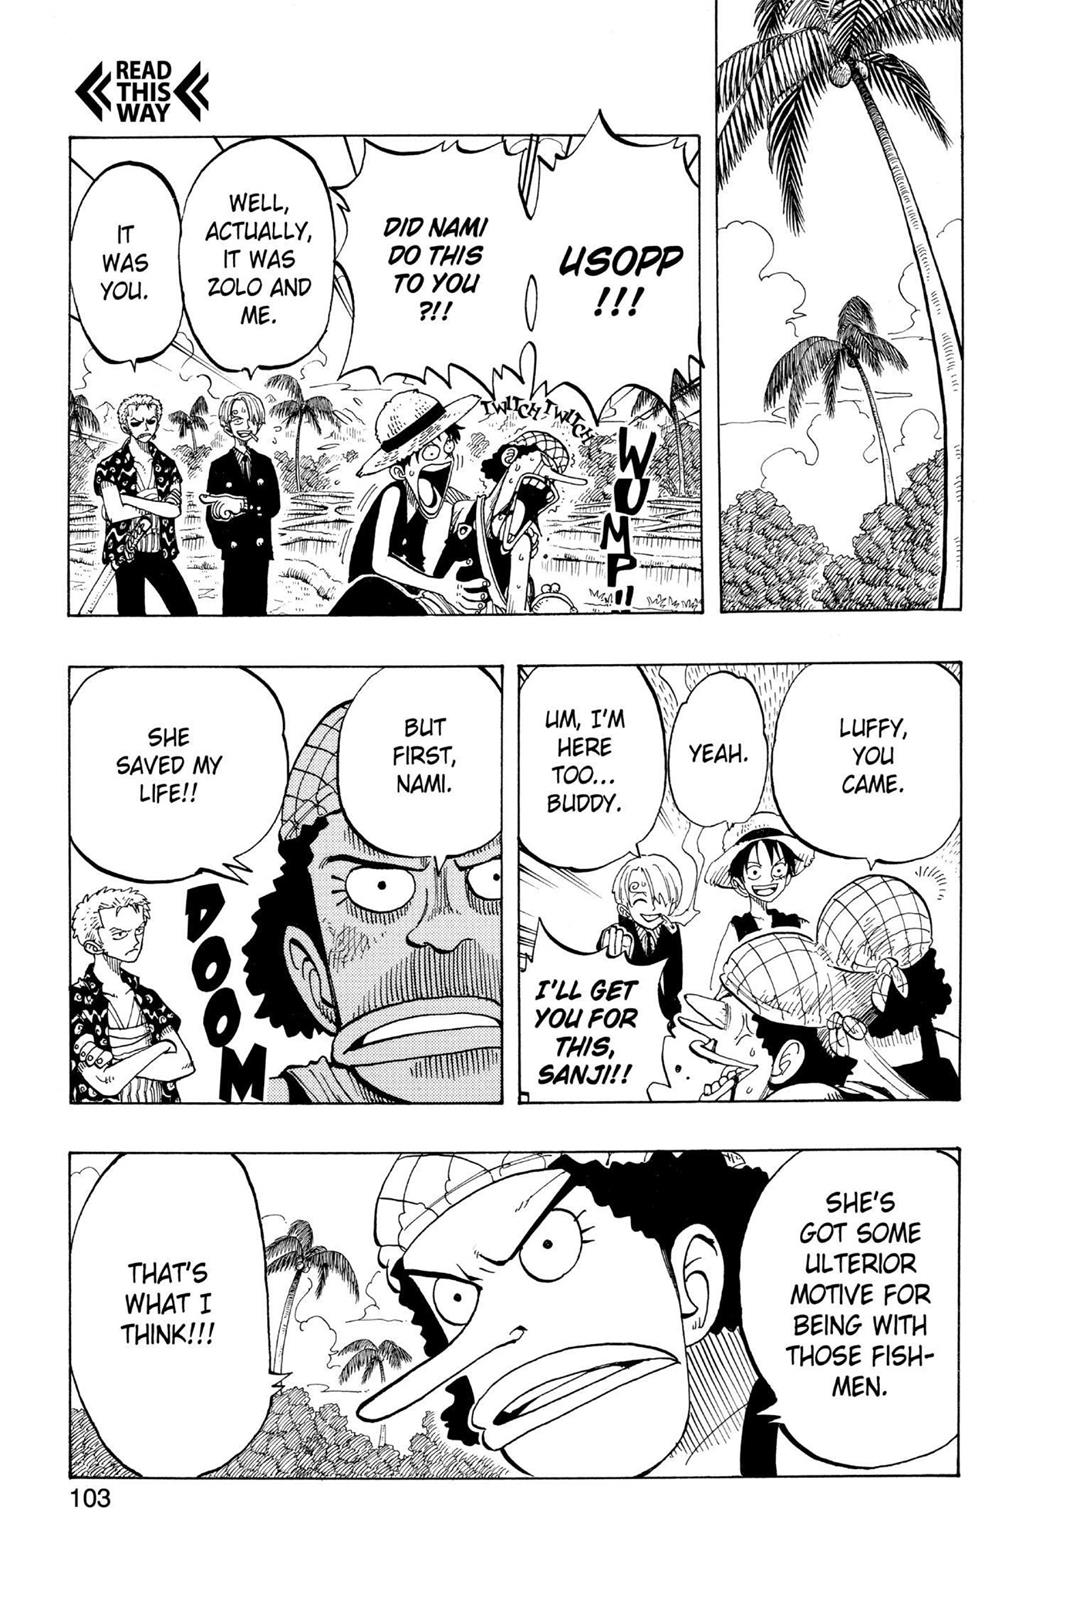 READ
THIS
WAY
USOPP
!!!
DID NAMI
DO THIS
TO YOU
?!!
WELL,
ACTUALLY,
IT WAS
ZOLO AND
ME.
IT
WAS
YOU.
TWITCH TWITCH
WUMP!!
LUFFY,
YOU
CAME.
YEAH.
UM, I'M
HERE
TOO...
BUDDY.
I'LL GET
YOU FOR
THIS,
SANJI!!
BUT
FIRST,
NAMI.
SHE
SAVED MY
LIFE!!
DOOM
SHE'S
GOT SOME
ULTERIOR
MOTIVE FOR
BEING WITH
THOSE FISH-
MEN.
THAT'S
WHAT I
THINK!!!
103